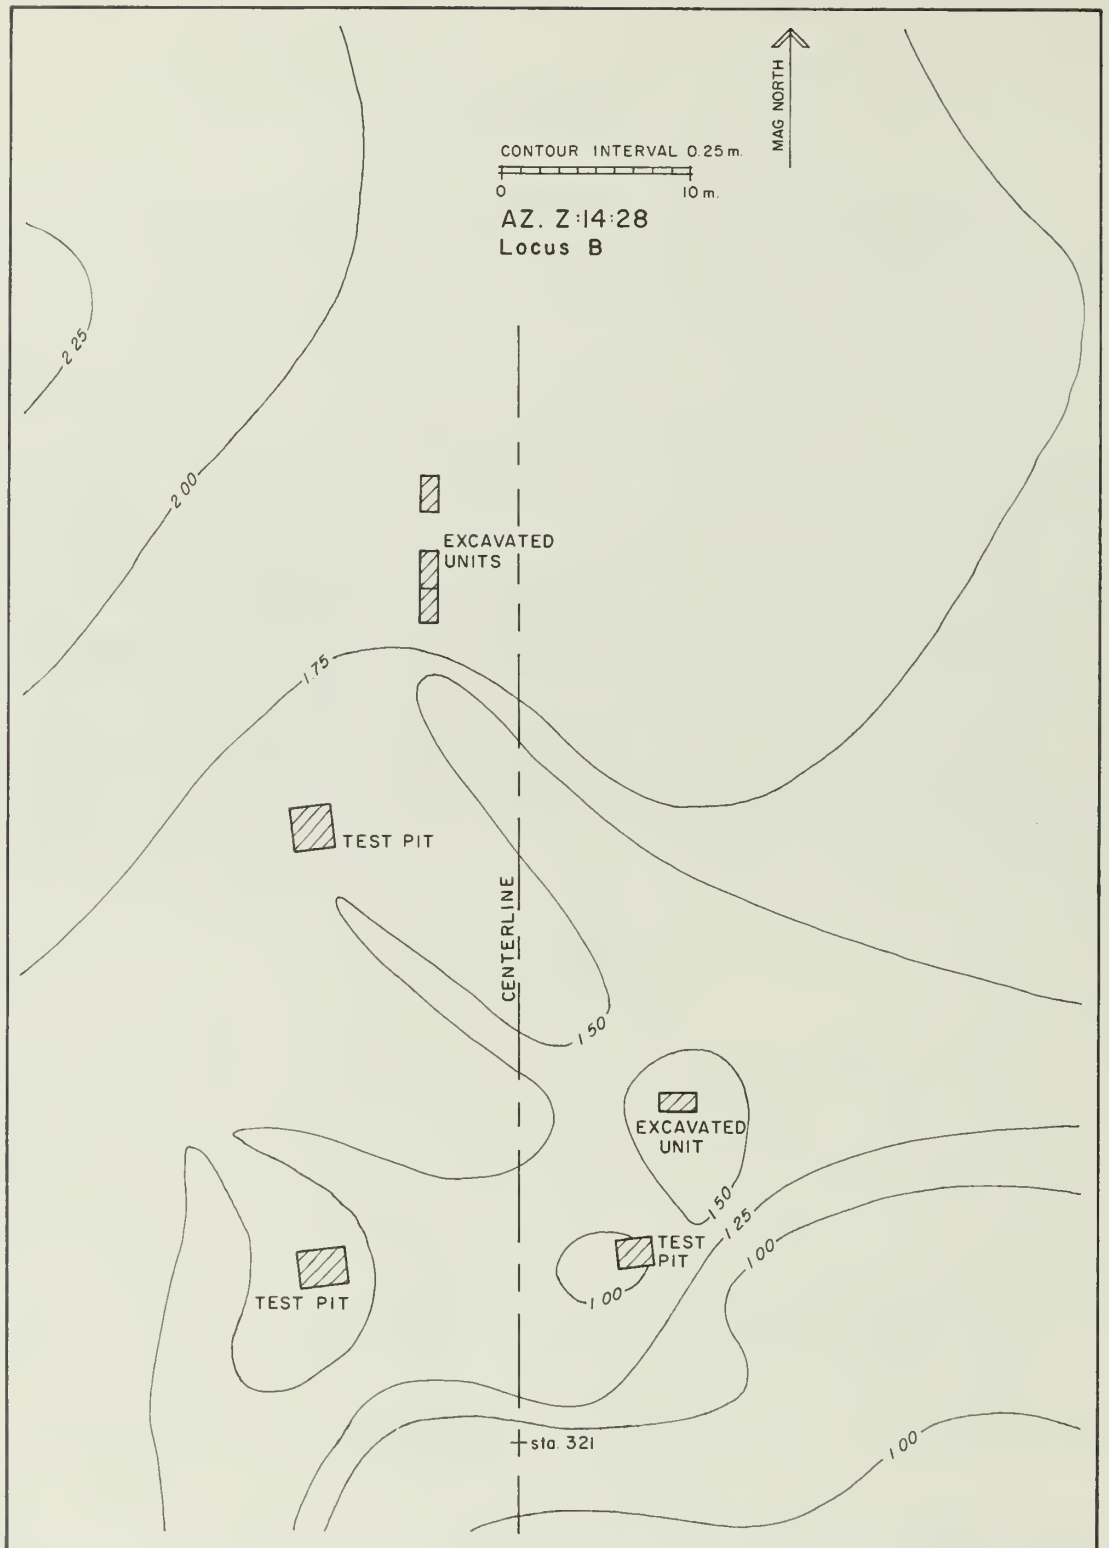 MAG NORTH
CONTOUR INTERVAL 0.25 m.
0 10 m.
AZ. Z:14:28
Locus B
2.25
2.00
EXCAVATED
UNITS
1.75
TEST PIT
CENTERLINE
1.50
EXCAVATED
UNIT
1.50
1.25
TEST
PIT
1.00
1.00
TEST PIT
sta. 321
1.00